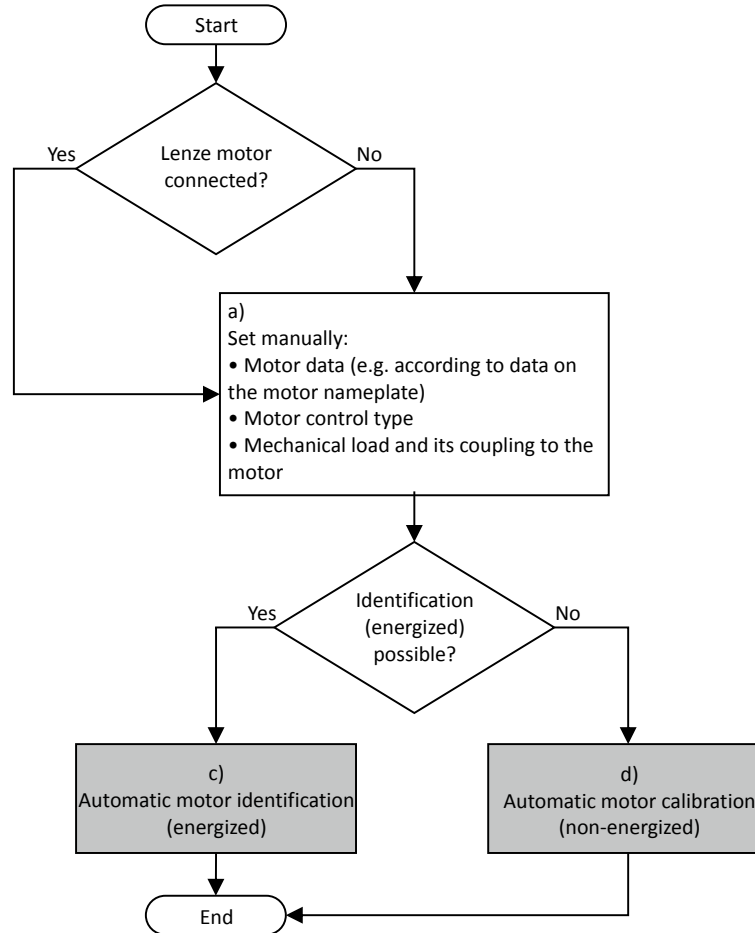 Start
Lenze motor
connected?
Yes
No
a)
Set manually:
• Motor data (e.g. according to data on
the motor nameplate)
• Motor control type
• Mechanical load and its coupling to the
motor
Identification
(energized)
possible?
Yes
No
c)
Automatic motor identification
(energized)
d)
Automatic motor calibration
(non-energized)
End